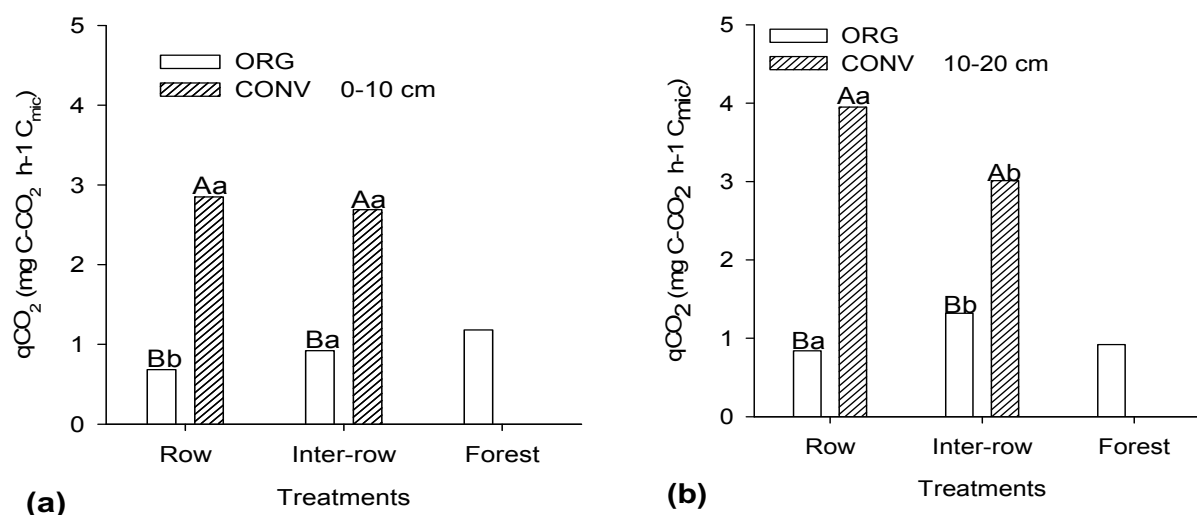 5
4
3
2
1
0
qCO2 (mg C-CO2 h-1 Cmic)
ORG
CONV 0-10 cm
Bb
Aa
Ba
Aa
Row Inter-row Forest
Treatments
(a)
5
4
3
2
1
0
qCO2 (mg C-CO2 h-1 Cmic)
ORG
CONV 10-20 cm
Ba
Aa
Bb
Ab
Row Inter-row Forest
Treatments
(b)